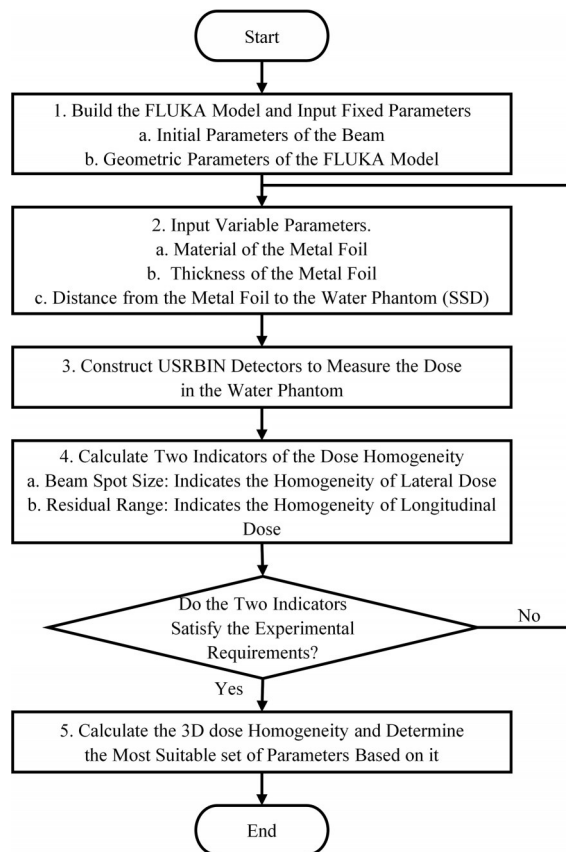 Start
1. Build the FLUKA Model and Input Fixed Parameters
a. Initial Parameters of the Beam
b. Geometric Parameters of the FLUKA Model
2. Input Variable Parameters.
a. Material of the Metal Foil
b. Thickness of the Metal Foil
c. Distance from the Metal Foil to the Water Phantom (SSD)
3. Construct USRBIN Detectors to Measure the Dose
in the Water Phantom
4. Calculate Two Indicators of the Dose Homogeneity
a. Beam Spot Size: Indicates the Homogeneity of Lateral Dose
b. Residual Range: Indicates the Homogeneity of Longitudinal
Dose
Do the Two Indicators
Satisfy the Experimental
Requirements?
No
Yes
5. Calculate the 3D dose Homogeneity and Determine
the Most Suitable set of Parameters Based on it
End